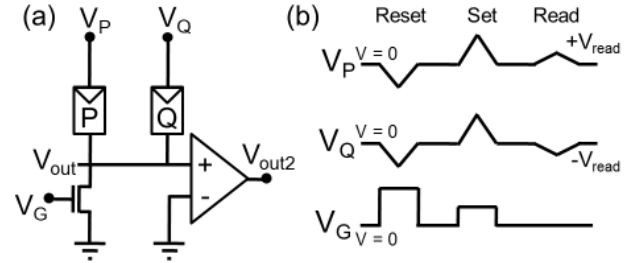 (a)
V_P
V_Q
P
Q
V_out
+
-
V_out2
V_G
(b)
Reset Set Read
V_P V = 0 +V_read
V_Q V = 0 -V_read
V_G V = 0